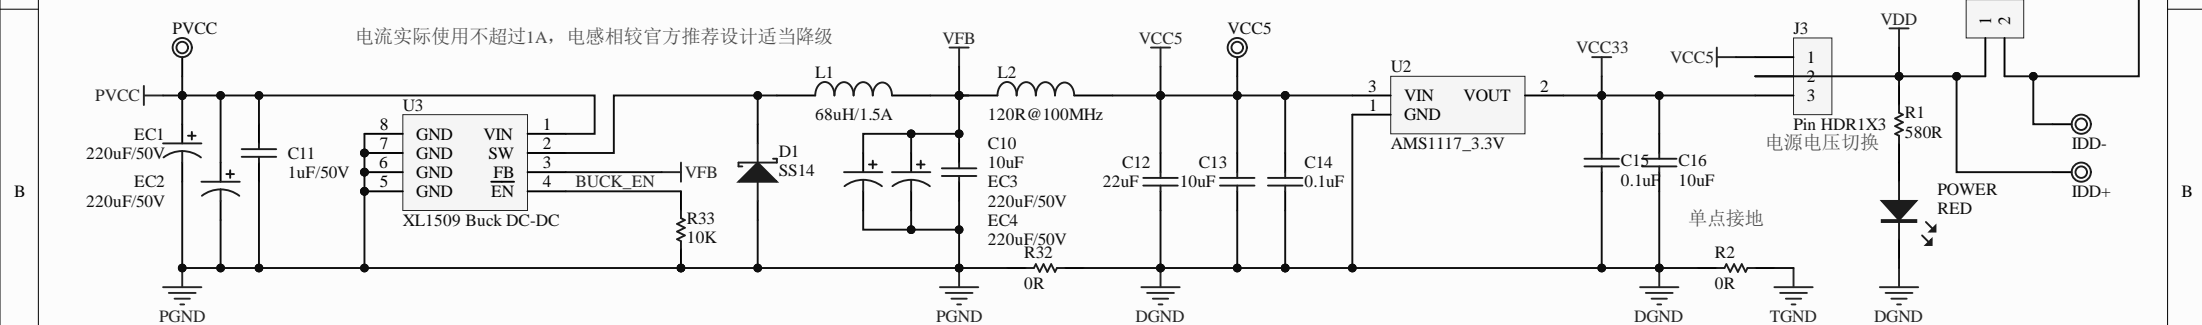 PVCC
电流实际使用不超过1A，电感相较官方推荐设计适当降级
VFB
VCC5
VCC5
VCC33
VDD
1
2
J3
PVCC
L1
68uH/1.5A
L2
120R@100MHz
U2
3 VIN VOUT 2
1 GND
AMS1117_3.3V
VCC5
1
2
3
Pin HDR1X3
电源电压切换
R1
580R
IDD-
IDD+
EC1
220uF/50V
EC2
220uF/50V
C11
1uF/50V
U3
8 GND VIN 1
7 GND SW 2
6 GND FB 3
5 GND EN 4
XL1509 Buck DC-DC
VFB
BUCK_EN
R33
10K
D1
SS14
C10
10uF
EC3
220uF/50V
EC4
220uF/50V
C12
22uF
C13
10uF
C14
0.1uF
C15
0.1uF
C16
10uF
POWER
RED
单点接地
R32
0R
R2
0R
PGND
PGND
DGND
DGND
TGND
DGND
B
B